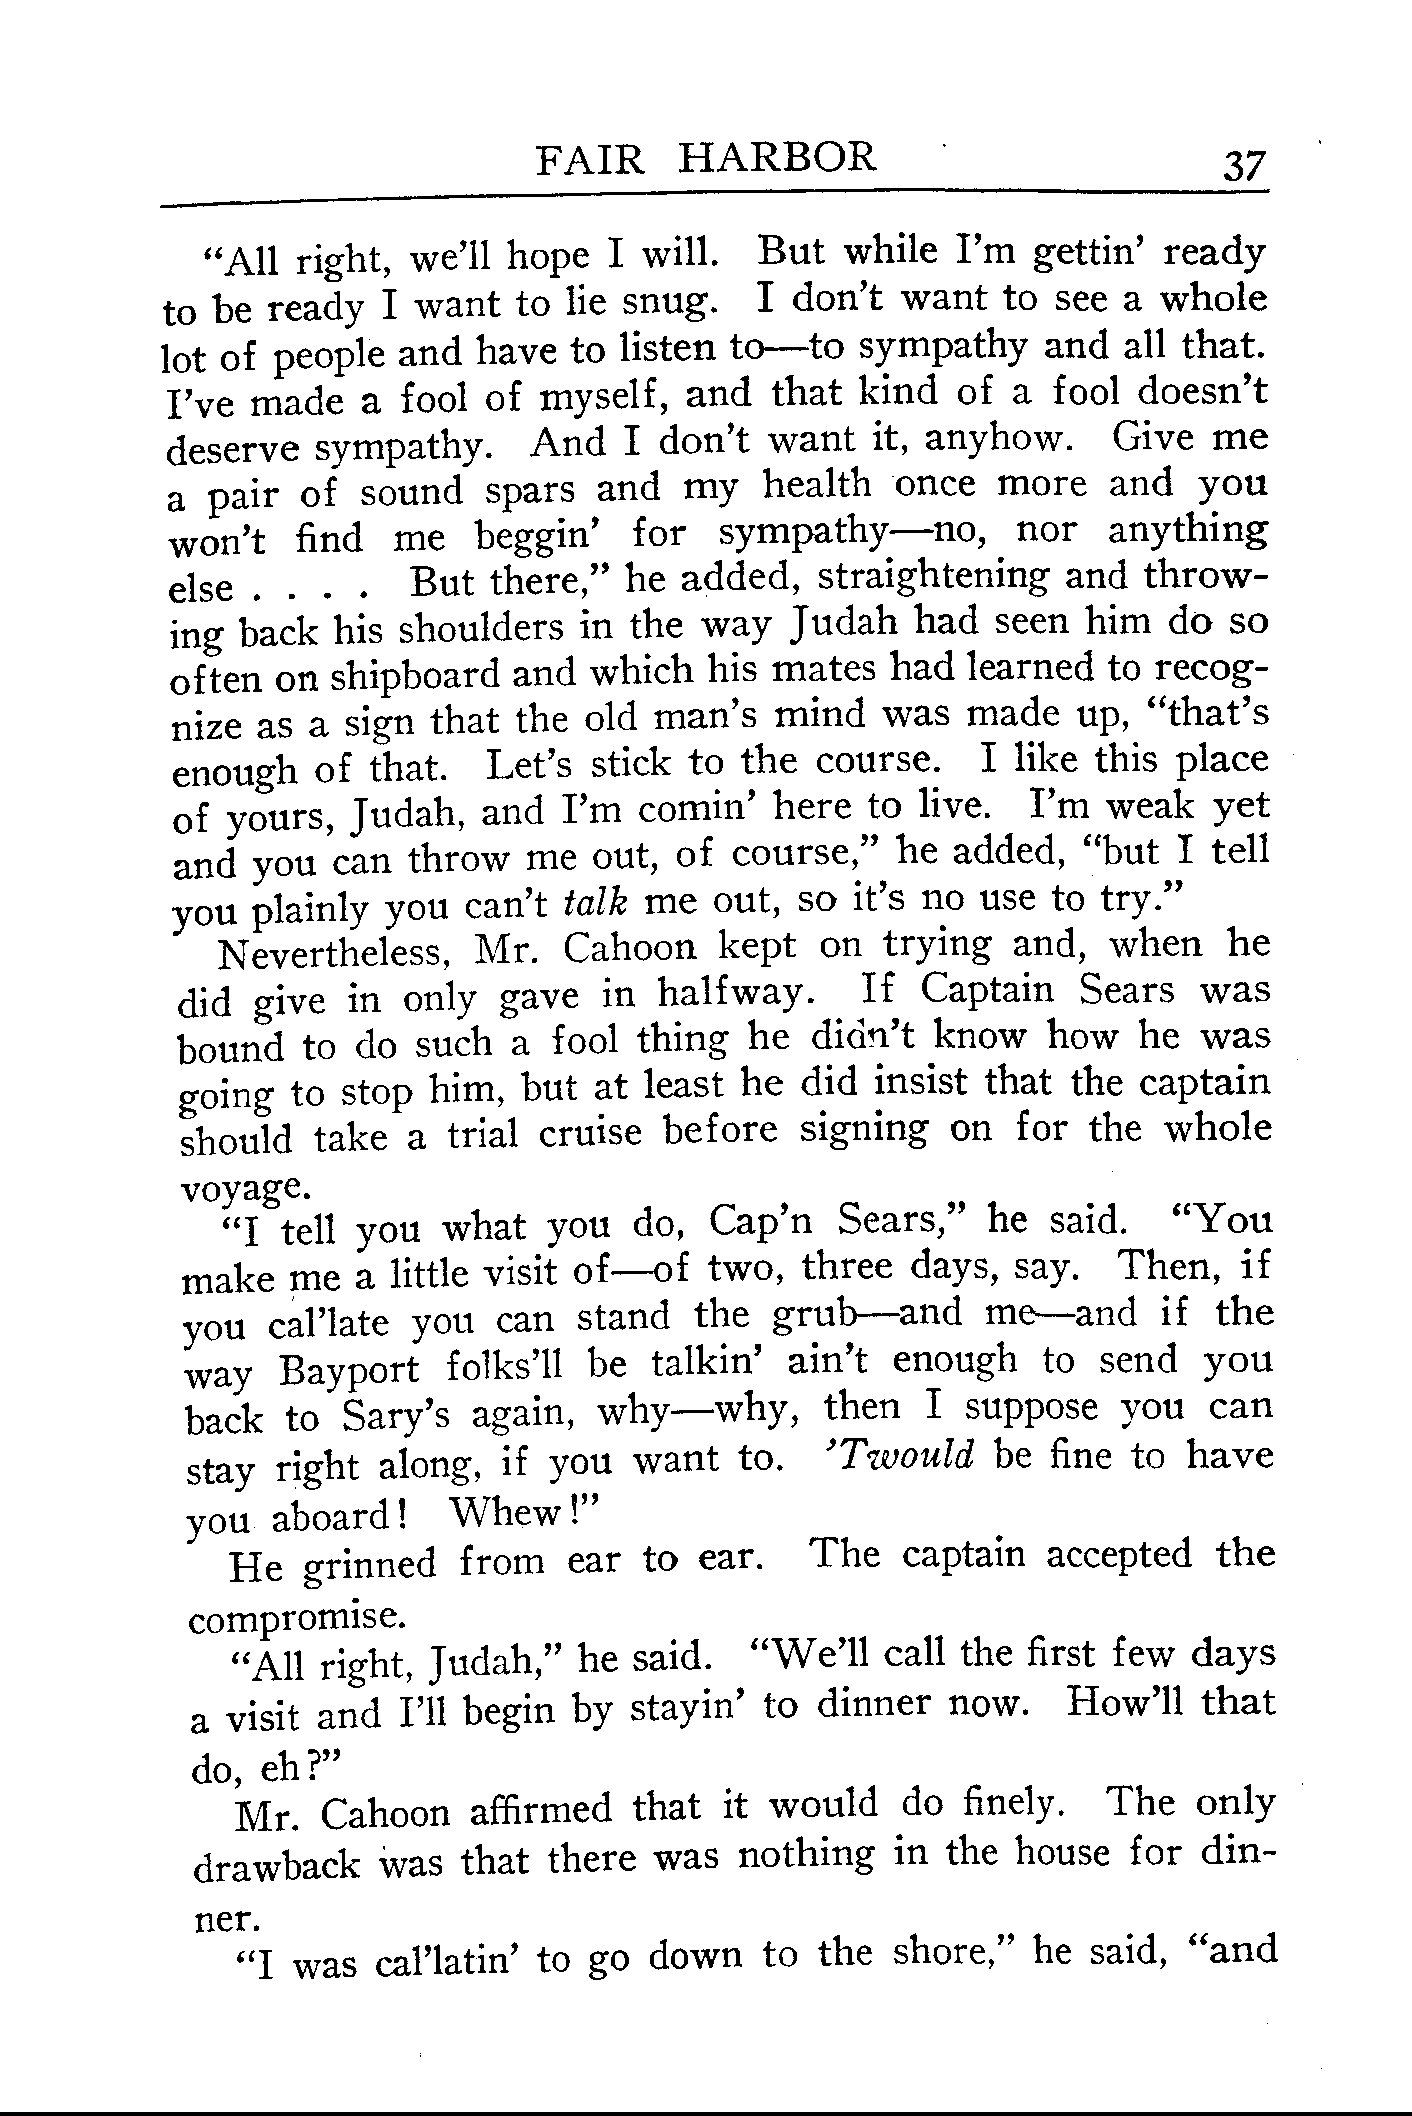 FAIR HARBOR 37
“All right, we’ll hope I will. But while I’m gettin’ ready
to be ready I want to lie snug. I don’t want to see a whole
lot of people and have to listen to—to sympathy and all that.
I’ve made a fool of myself, and that kind of a fool doesn’t
deserve sympathy. And I don’t want it, anyhow. Give me
a pair of sound spars and my health once more and you
won’t find me beggin’ for sympathy—no, nor anything
else . . . . But there,” he added, straightening and throw-
ing back his shoulders in the way Judah had seen him do so
often on shipboard and which his mates had learned to recog-
nize as a sign that the old man’s mind was made up, “that’s
enough of that. Let’s stick to the course. I like this place
of yours, Judah, and I’m comin’ here to live. I’m weak yet
and you can throw me out, of course,” he added, “but I tell
you plainly you can’t talk me out, so it’s no use to try.”
Nevertheless, Mr. Cahoon kept on trying and, when he
did give in only gave in halfway. If Captain Sears was
bound to do such a fool thing he didn’t know how he was
going to stop him, but at least he did insist that the captain
should take a trial cruise before signing on for the whole
voyage.
“I tell you what you do, Cap’n Sears,” he said. “You
make me a little visit of—of two, three days, say. Then, if
you cal’late you can stand the grub—and me—and if the
way Bayport folks’ll be talkin’ ain’t enough to send you
back to Sary’s again, why—why, then I suppose you can
stay right along, if you want to. ’Twould be fine to have
you aboard! Whew!”
He grinned from ear to ear. The captain accepted the
compromise.
“All right, Judah,” he said. “We’ll call the first few days
a visit and I’ll begin by stayin’ to dinner now. How’ll that
do, eh?”
Mr. Cahoon affirmed that it would do finely. The only
drawback was that there was nothing in the house for din-
ner.
“I was cal’latin’ to go down to the shore,” he said, “and